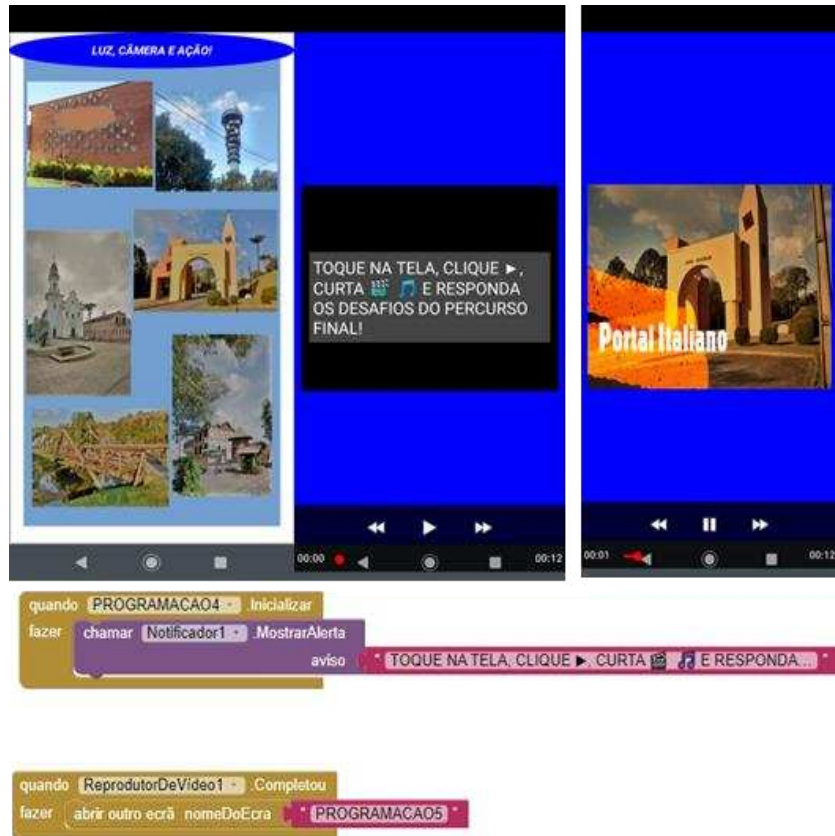 LUZ, CÂMERA E AÇÃO!
TOQUE NA TELA, CLIQUE ►,
CURTA 🎬 🎵 E RESPONDA
OS DESAFIOS DO PERCURSO
FINAL!
00:00
00:12
Portal Italiano
00:01
00:12
quando PROGRAMACAO4 .Inicializar
fazer chamar Notificador1 .MostrarAlerta
aviso " TOQUE NA TELA, CLIQUE ►, CURTA 🎬 🎵 E RESPONDA... "
quando ReprodutorDeVídeo1 .Completou
fazer abrir outro ecrã nomeDoEcra " PROGRAMACAO5 "